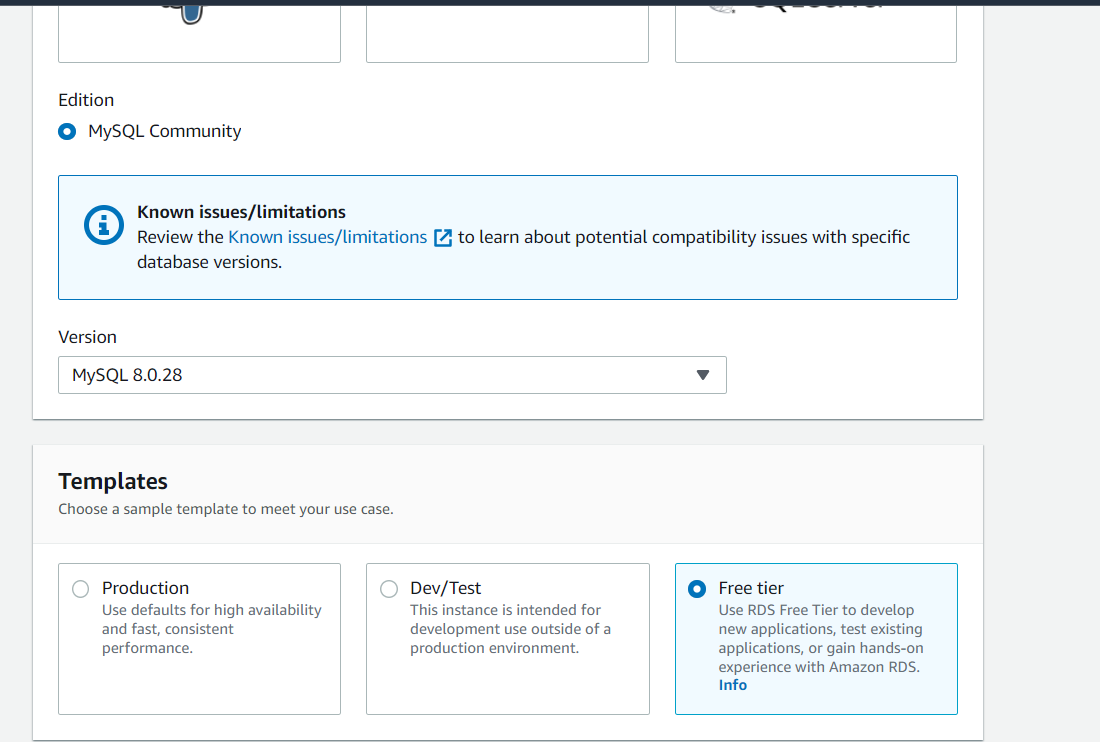 Edition
MySQL Community
Known issues/limitations
Review the Known issues/limitations to learn about potential compatibility issues with specific
database versions.
Version
MySQL 8.0.28
Templates
Choose a sample template to meet your use case.
Production
Use defaults for high availability
and fast, consistent
performance.
Dev/Test
This instance is intended for
development use outside of a
production environment.
Free tier
Use RDS Free Tier to develop
new applications, test existing
applications, or gain hands-on
experience with Amazon RDS.
Info